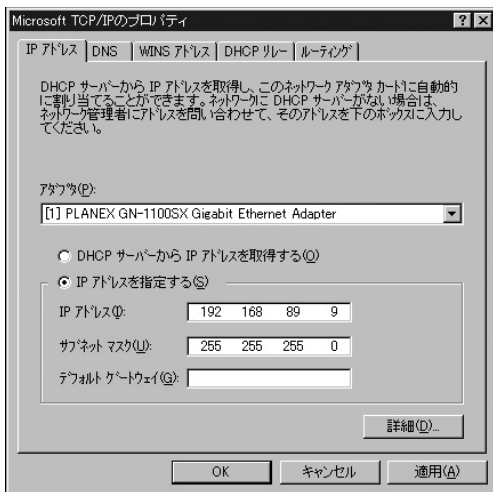 Microsoft TCP/IPのプロパティ
IP アドレス DNS WINS アドレス DHCP リレー ルーティング
DHCP サーバーから IP アドレスを取得し、このネットワーク アダプタ カードに自動的
に割り当てることができます。ネットワークに DHCP サーバーがない場合は、
ネットワーク管理者にアドレスを問い合わせて、そのアドレスを下のボックスに入力し
てください。
アダプタ(P):
[1] PLANEX GN-1100SX Gigabit Ethernet Adapter
DHCP サーバーから IP アドレスを取得する(O)
IP アドレスを指定する(S)
IP アドレス(I): 192 168 89 9
サブネット マスク(U): 255 255 255 0
デフォルト ゲートウェイ(G):
詳細(D)...
OK キャンセル 適用(A)